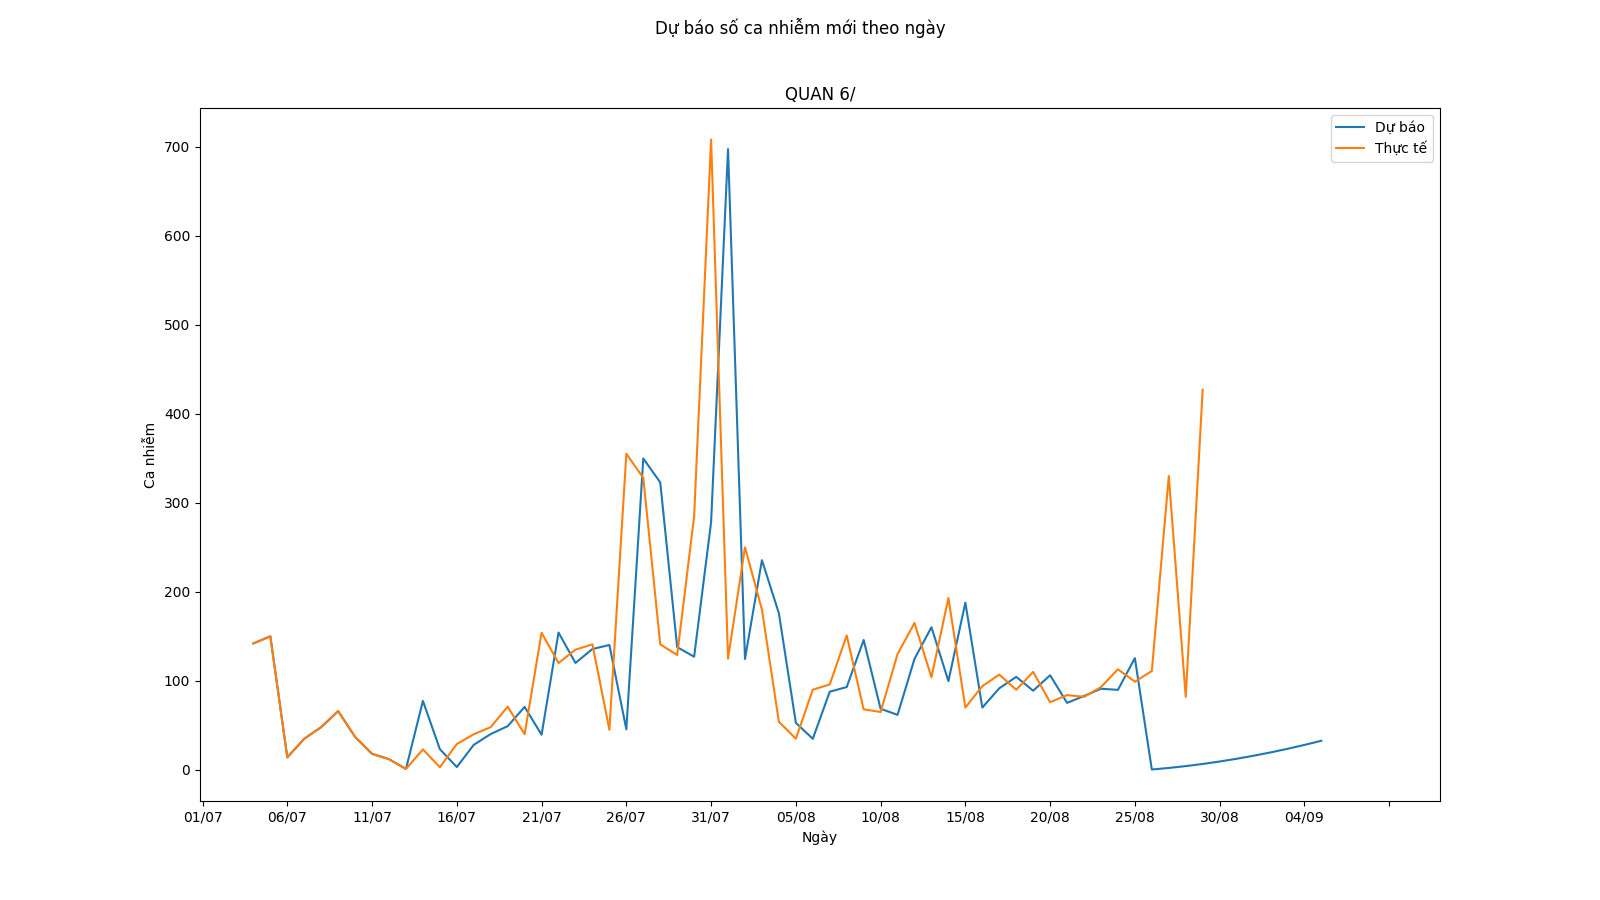 Dự báo số ca nhiễm mới theo ngày
QUAN 6/
Dự báo
Thực tế
700
600
500
400
300
200
100
0
Ca nhiễm
01/07 06/07 11/07 16/07 21/07 26/07 31/07 05/08 10/08 15/08 20/08 25/08 30/08 04/09
Ngày